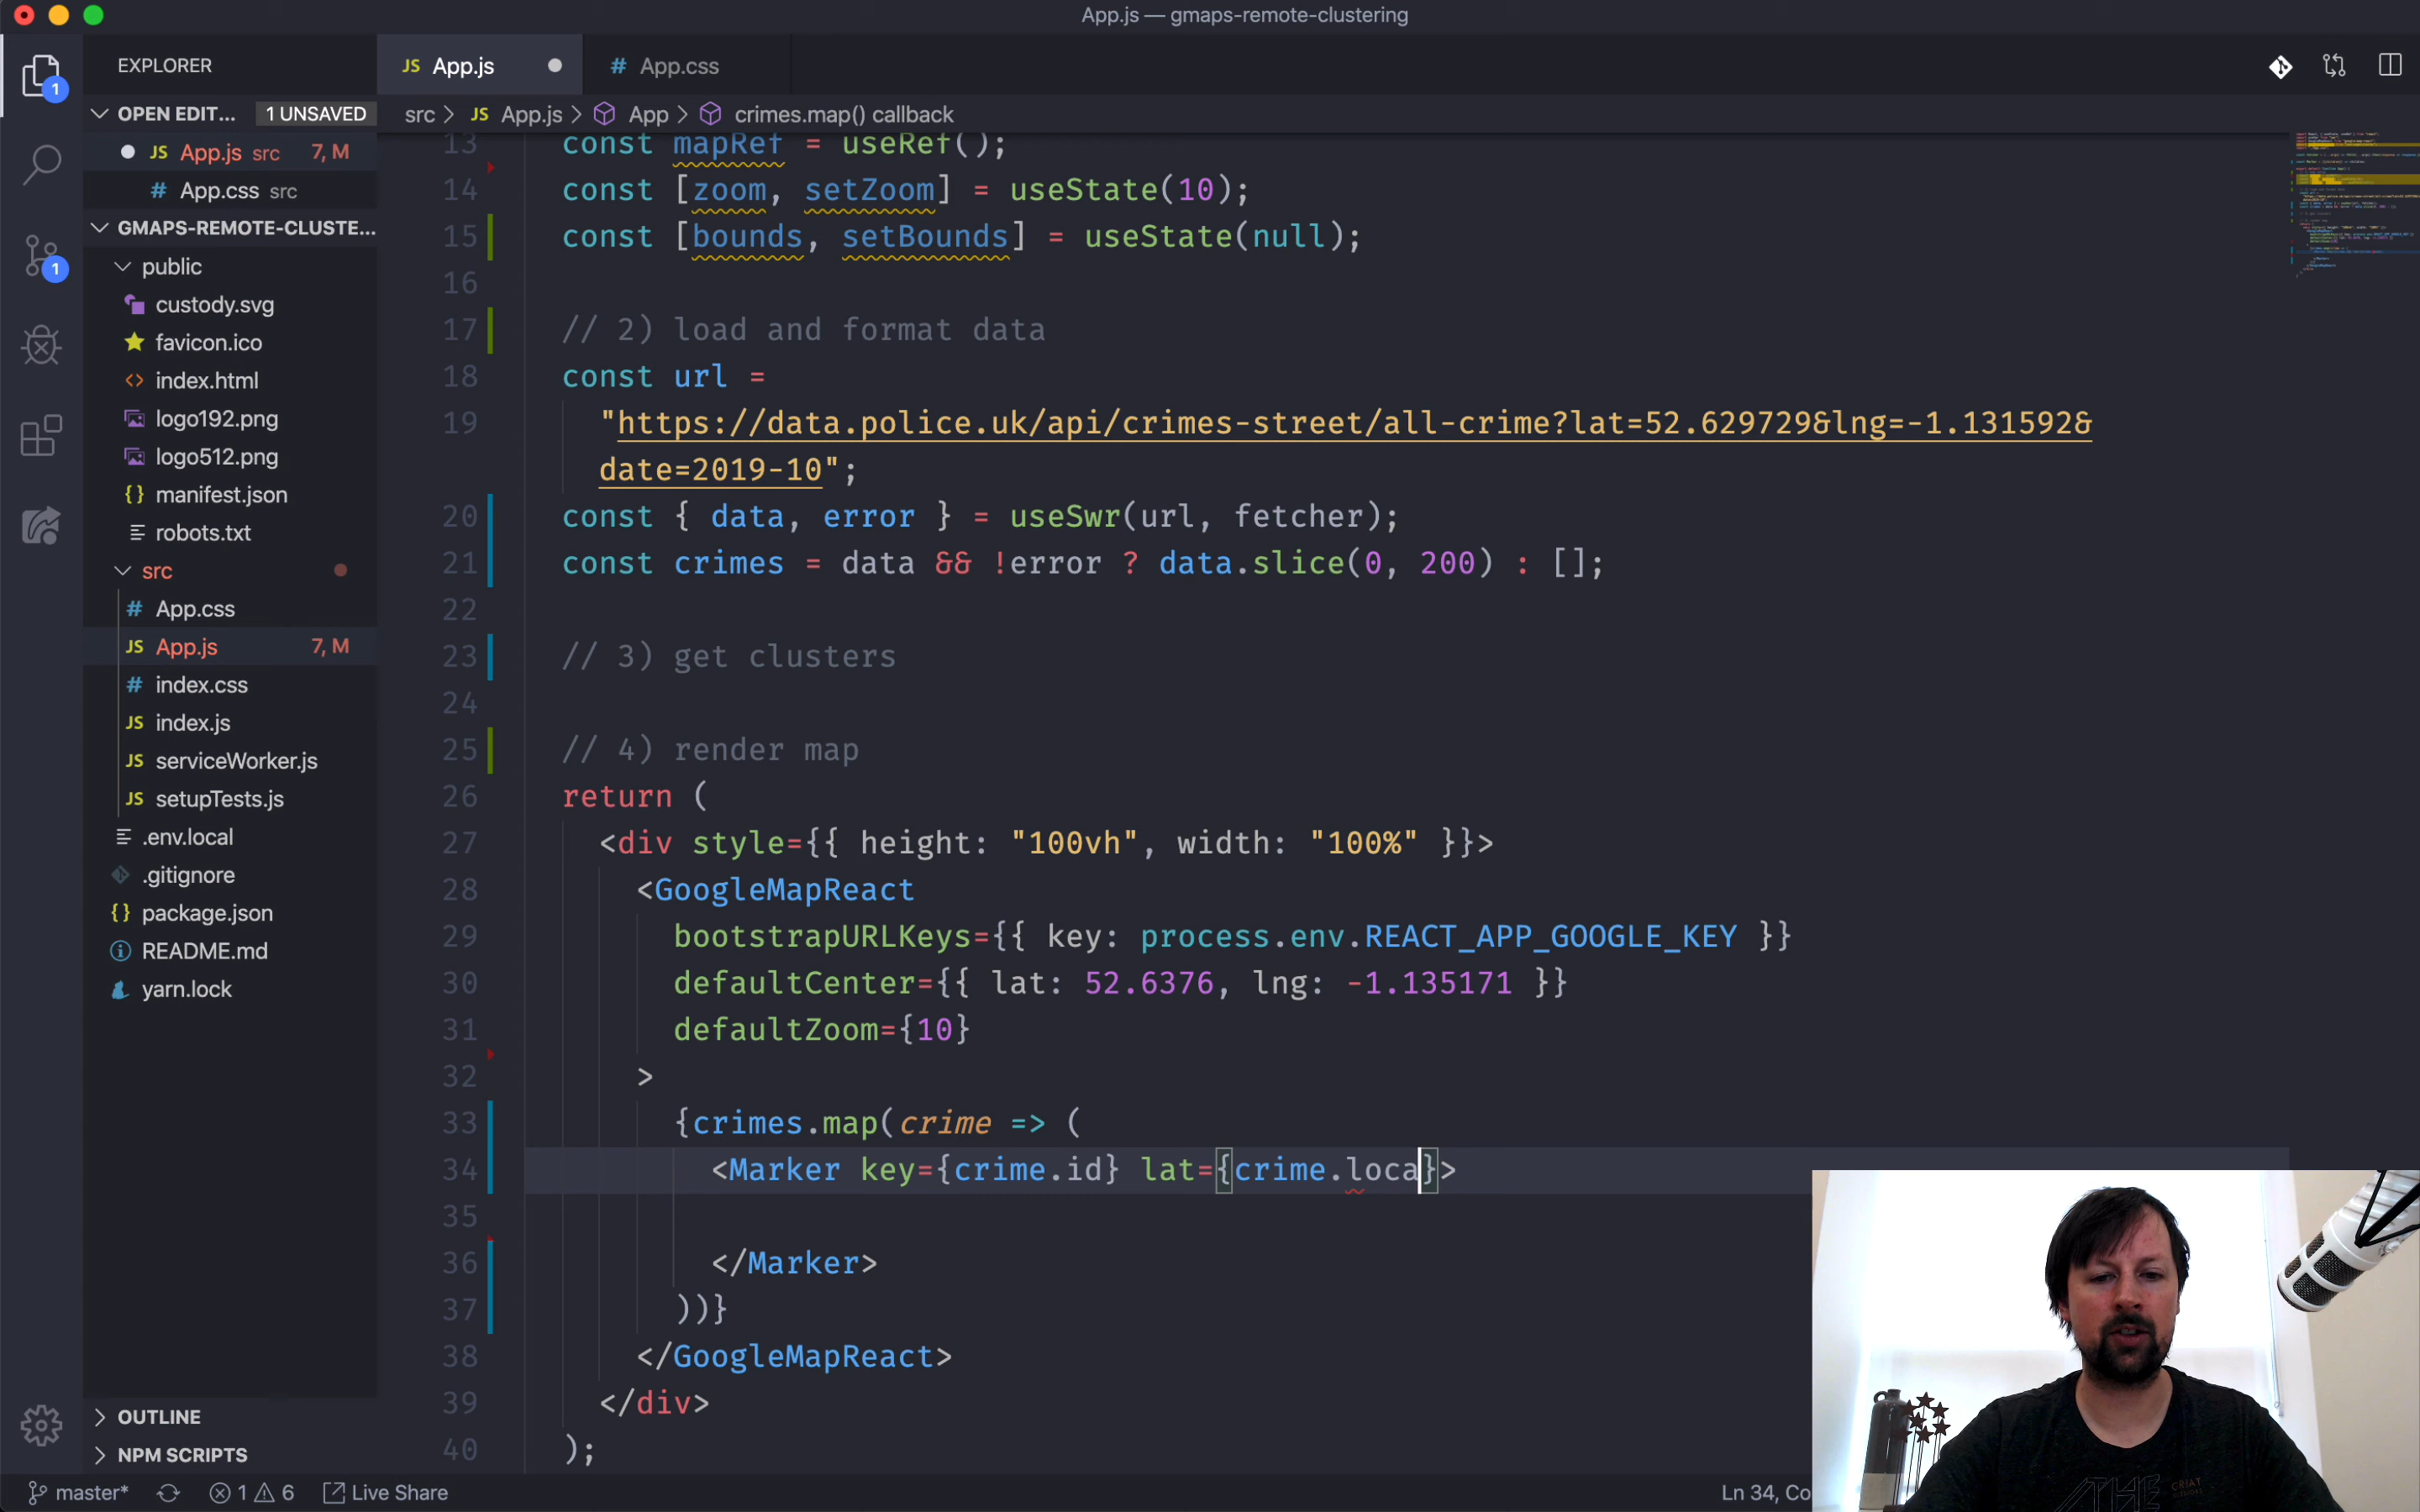 App.js — gmaps-remote-clustering
EXPLORER
JS App.js
# App.css
1
OPEN EDIT... 1 UNSAVED
src > JS App.js > App > crimes.map() callback
JS App.js src 7, M
# App.css src
GMAPS-REMOTE-CLUSTE...
1
public
custody.svg
favicon.ico
<> index.html
logo192.png
logo512.png
{} manifest.json
robots.txt
src
# App.css
JS App.js 7, M
# index.css
JS index.js
JS serviceWorker.js
JS setupTests.js
.env.local
.gitignore
{} package.json
README.md
yarn.lock
OUTLINE
NPM SCRIPTS
13 const mapRef = useRef();
14 const [zoom, setZoom] = useState(10);
15 const [bounds, setBounds] = useState(null);
16
17 // 2) load and format data
18 const url =
19 "https://data.police.uk/api/crimes-street/all-crime?lat=52.629729&lng=-1.131592&
date=2019-10";
20 const { data, error } = useSwr(url, fetcher);
21 const crimes = data && !error ? data.slice(0, 200) : [];
22
23 // 3) get clusters
24
25 // 4) render map
26 return (
27 <div style={{ height: "100vh", width: "100%" }}>
28 <GoogleMapReact
29 bootstrapURLKeys={{ key: process.env.REACT_APP_GOOGLE_KEY }}
30 defaultCenter={{ lat: 52.6376, lng: -1.135171 }}
31 defaultZoom={10}
32 >
33 {crimes.map(crime => (
34 <Marker key={crime.id} lat={crime.loca}>
35
36 </Marker>
37 ))}
38 </GoogleMapReact>
39 </div>
40 );
master* 1 6 Live Share
Ln 34, Co